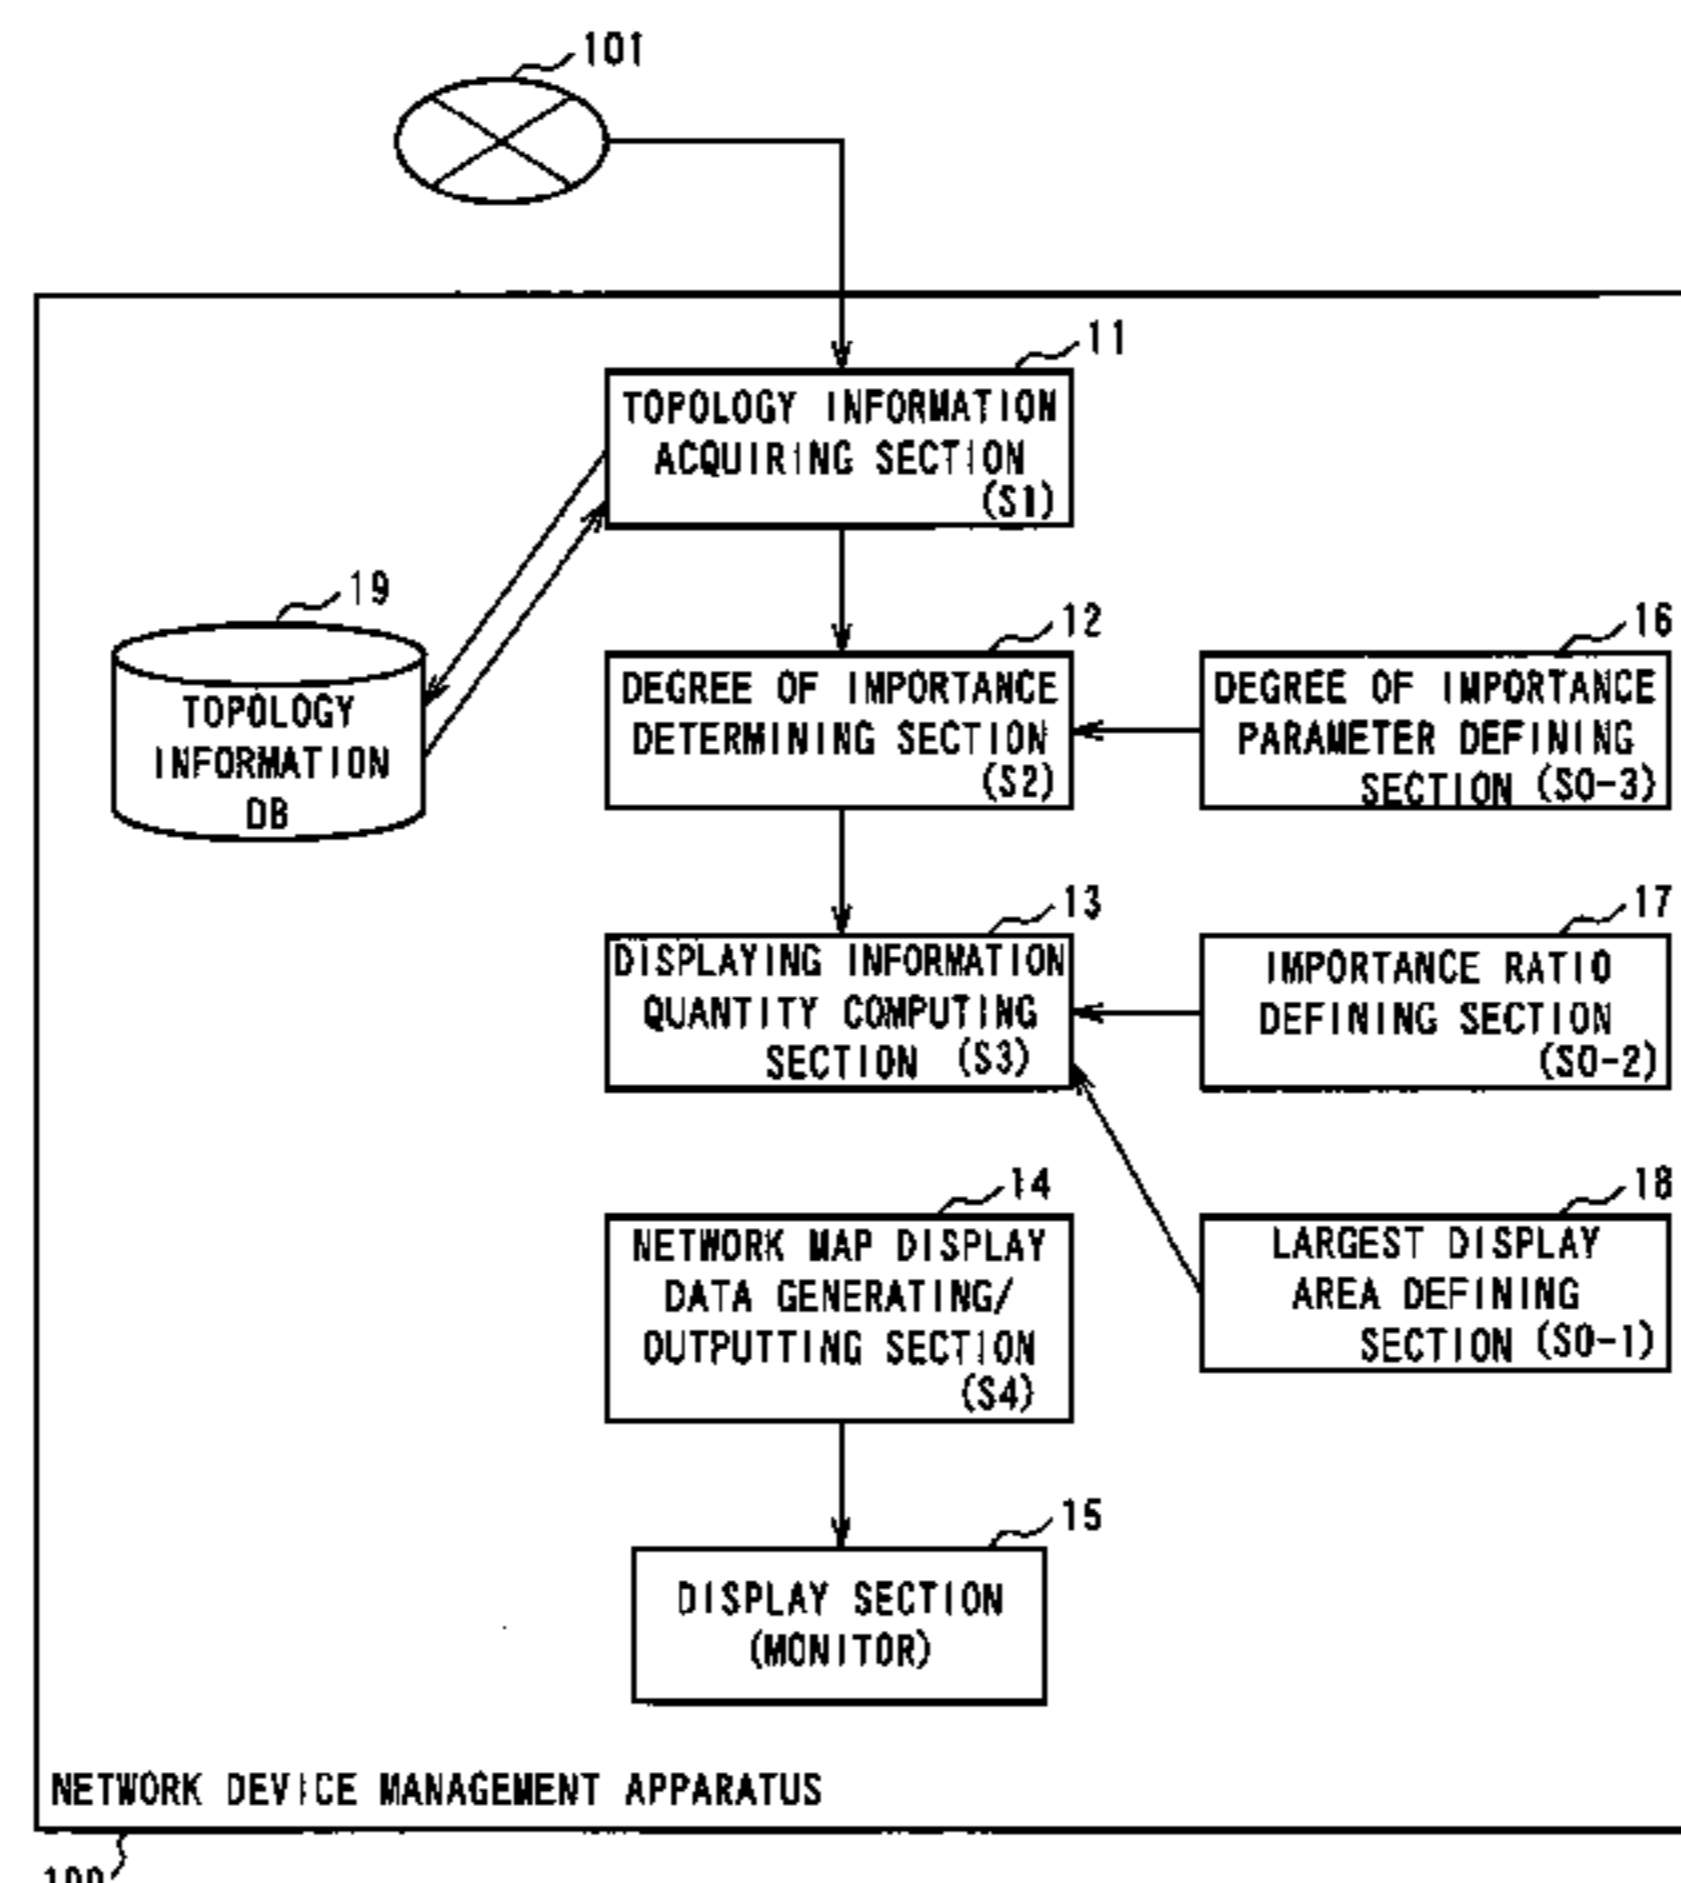 101
11
TOPOLOGY INFORMATION
ACQUIRING SECTION
(S1)
19
TOPOLOGY
INFORMATION
DB
12
DEGREE OF IMPORTANCE
DETERMINING SECTION
(S2)
16
DEGREE OF IMPORTANCE
PARAMETER DEFINING
SECTION (S0-3)
13
DISPLAYING INFORMATION
QUANTITY COMPUTING
SECTION (S3)
17
IMPORTANCE RATIO
DEFINING SECTION
(S0-2)
14
NETWORK MAP DISPLAY
DATA GENERATING/
OUTPUTTING SECTION
(S4)
18
LARGEST DISPLAY
AREA DEFINING
SECTION (S0-1)
15
DISPLAY SECTION
(MONITOR)
NETWORK DEVICE MANAGEMENT APPARATUS
100